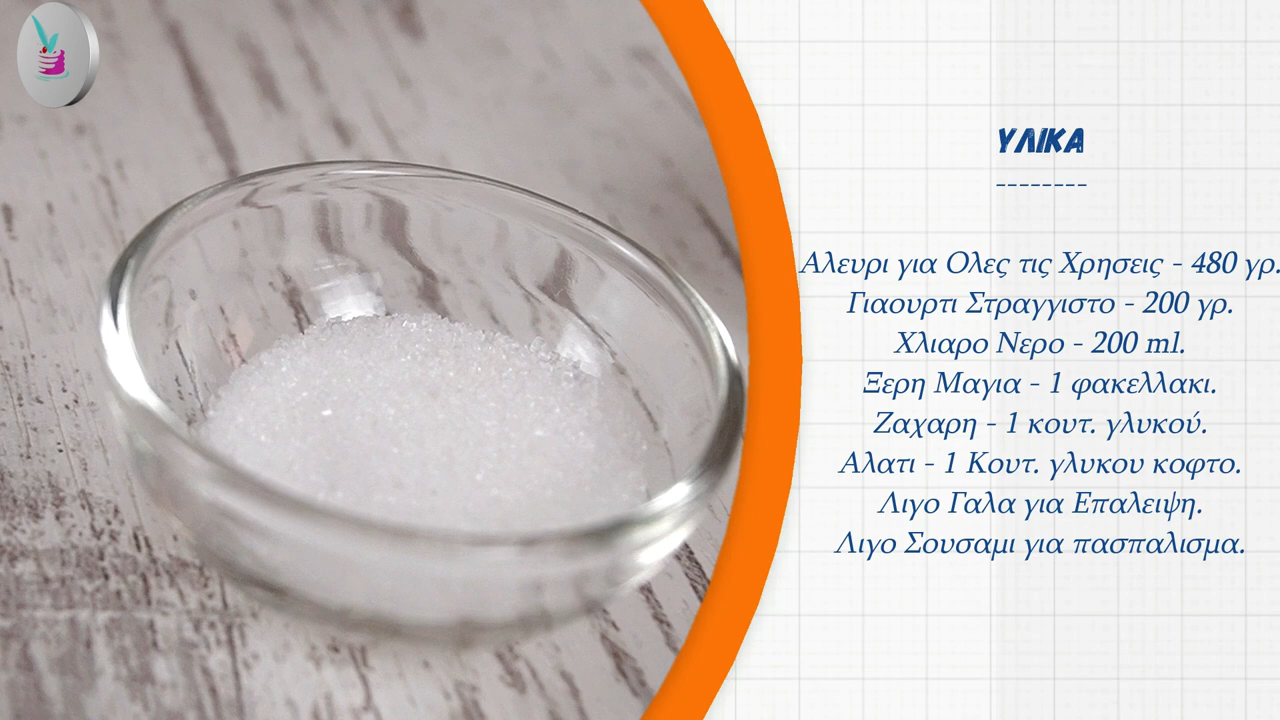 ΥΛΙΚΑ
--------
Αλευρι για Ολες τις Χρησεις - 480 γρ.
Γιαουρτι Στραγγιστο - 200 γρ.
Χλιαρο Νερο - 200 ml.
Ξερη Μαγια - 1 φακελλακι.
Ζαχαρη - 1 κουτ. γλυκού.
Αλατι - 1 Κουτ. γλυκου κοφτο.
Λιγο Γαλα για Επαλειψη.
Λιγο Σουσαμι για πασπαλισμα.